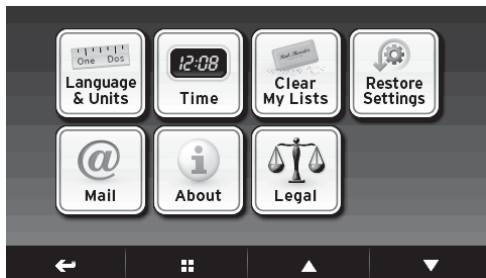 One Dos
Language
& Units
12:08
Time
Clear
My Lists
Restore
Settings
@
Mail
i
About
Legal